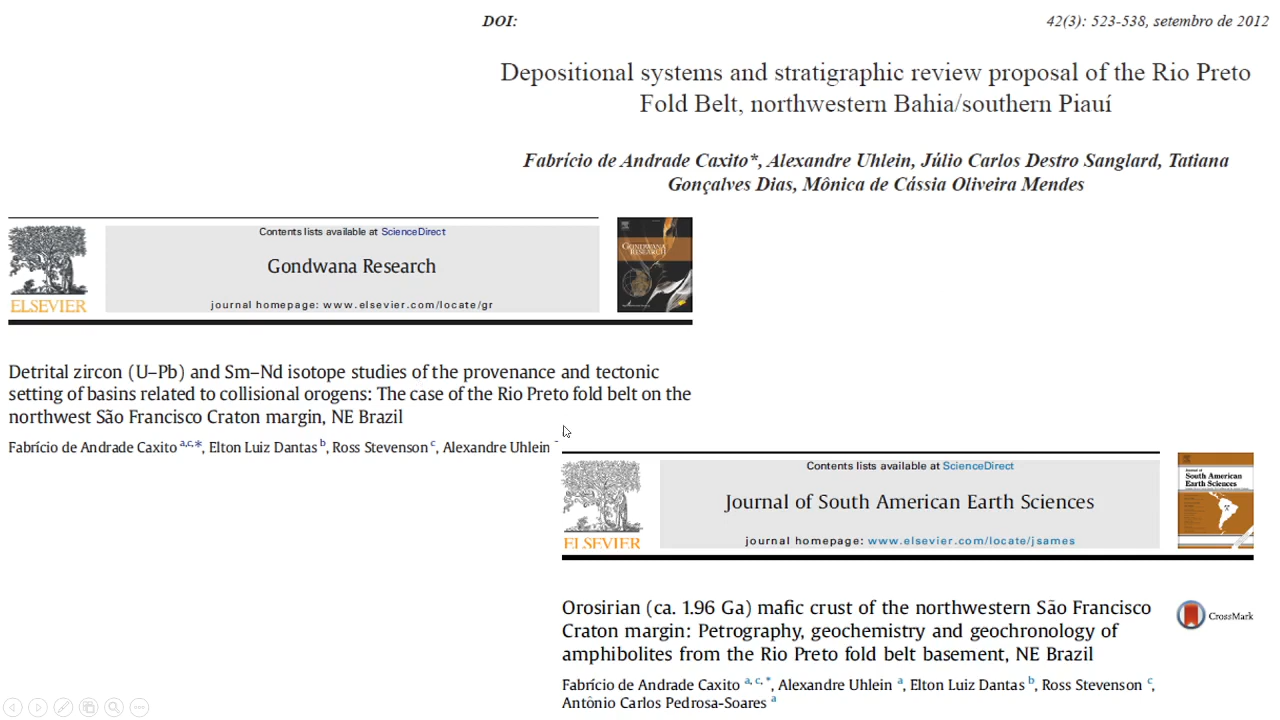 DOI:
42(3): 523-538, setembro de 2012
Depositional systems and stratigraphic review proposal of the Rio Preto
Fold Belt, northwestern Bahia/southern Piauí
Fabrício de Andrade Caxito*, Alexandre Uhlein, Júlio Carlos Destro Sanglard, Tatiana
Gonçalves Dias, Mônica de Cássia Oliveira Mendes
Contents lists available at ScienceDirect
Gondwana Research
journal homepage: www.elsevier.com/locate/gr
ELSEVIER
GONDWANA
RESEARCH
Detrital zircon (U–Pb) and Sm–Nd isotope studies of the provenance and tectonic
setting of basins related to collisional orogens: The case of the Rio Preto fold belt on the
northwest São Francisco Craton margin, NE Brazil
Fabrício de Andrade Caxito a,c,*, Elton Luiz Dantas b, Ross Stevenson c, Alexandre Uhlein
Contents lists available at ScienceDirect
Journal of South American Earth Sciences
journal homepage: www.elsevier.com/locate/jsames
ELSEVIER
Journal of
South American
Earth Sciences
Orosirian (ca. 1.96 Ga) mafic crust of the northwestern São Francisco
Craton margin: Petrography, geochemistry and geochronology of
amphibolites from the Rio Preto fold belt basement, NE Brazil
CrossMark
Fabrício de Andrade Caxito a, c, *, Alexandre Uhlein a, Elton Luiz Dantas b, Ross Stevenson c,
Antônio Carlos Pedrosa-Soares a